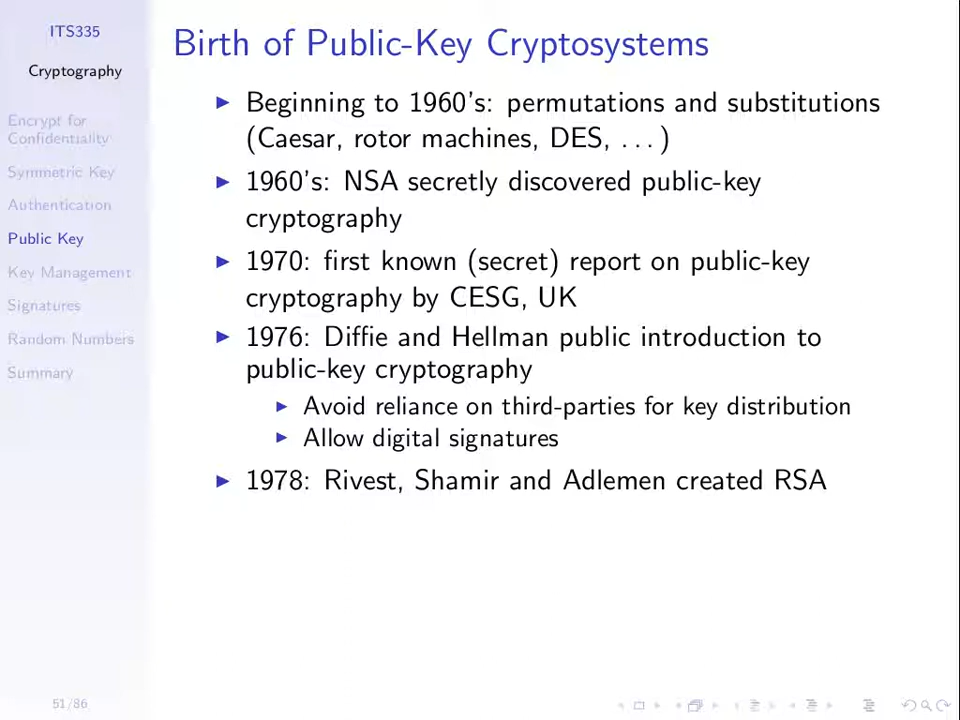 ITS335
Cryptography
Encrypt for
Confidentiality
Symmetric Key
Authentication
Public Key
Key Management
Signatures
Random Numbers
Summary
Birth of Public-Key Cryptosystems
Beginning to 1960's: permutations and substitutions
(Caesar, rotor machines, DES, . . . )
1960's: NSA secretly discovered public-key
cryptography
1970: first known (secret) report on public-key
cryptography by CESG, UK
1976: Diffie and Hellman public introduction to
public-key cryptography
Avoid reliance on third-parties for key distribution
Allow digital signatures
1978: Rivest, Shamir and Adlemen created RSA
51/86